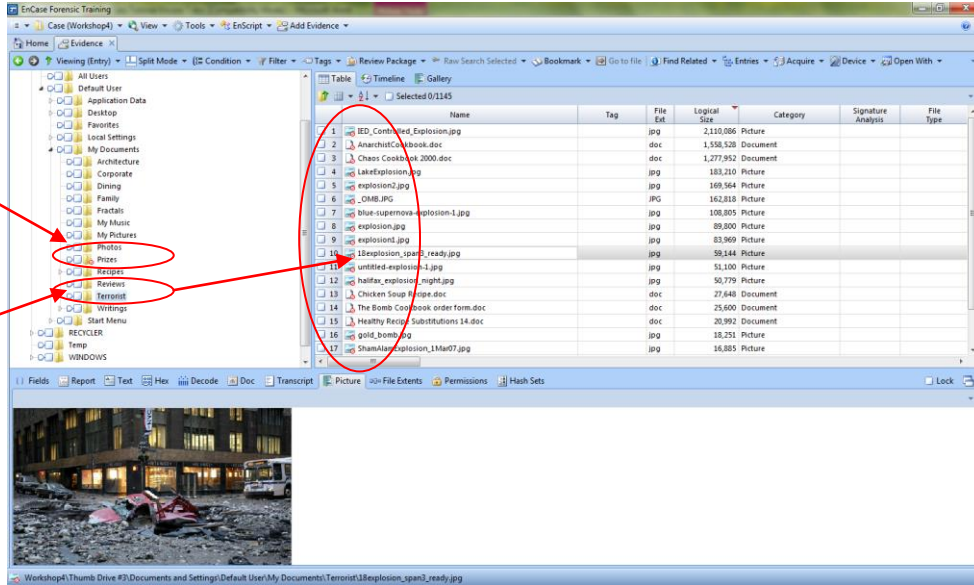 EnCase Forensic Training
Case (Workshop4) View Tools EnScript Add Evidence
Home Evidence
Viewing (Entry) Split Mode Condition Filter Tags Review Package Raw Search Selected Bookmark Go to file Find Related Entries Acquire Device Open With
All Users
Default User
Application Data
Desktop
Favorites
Local Settings
My Documents
Architecture
Corporate
Dining
Family
Fractals
My Music
My Pictures
Photos
Prizes
Recipes
Reviews
Terrorist
Writings
Start Menu
RECYCLER
Temp
WINDOWS
Table Timeline Gallery
Selected 0/1145
Name Tag File Ext Logical Size Category Signature Analysis File Type
1 IED_Controlled_Explosion.jpg jpg 2,110,086 Picture
2 AnarchistCookbook.doc doc 1,558,528 Document
3 Chaos Cookbook 2000.doc doc 1,277,952 Document
4 LakeExplosion.jpg jpg 183,210 Picture
5 explosion2.jpg jpg 169,564 Picture
6 _OMB.JPG JPG 162,818 Picture
7 blue-supernova-explosion-1.jpg jpg 108,805 Picture
8 explosion.jpg jpg 89,800 Picture
9 explosion1.jpg jpg 83,969 Picture
10 18explosion_span3_ready.jpg jpg 59,144 Picture
11 untitled-explosion-1.jpg jpg 51,100 Picture
12 halifax_explosion_night.jpg jpg 50,779 Picture
13 Chicken Soup Recipe.doc doc 27,648 Document
14 The Bomb Cookbook order form.doc doc 25,600 Document
15 Healthy Recipe Substitutions 14.doc doc 20,992 Document
16 gold_bomb.jpg jpg 18,251 Picture
17 ShamAlamExplosion_1Mar07.jpg jpg 16,885 Picture
Fields Report Text Hex Decode Doc Transcript Picture File Extents Permissions Hash Sets Lock
Workshop4\Thumb Drive #3\Documents and Settings\Default User\My Documents\Terrorist\18explosion_span3_ready.jpg